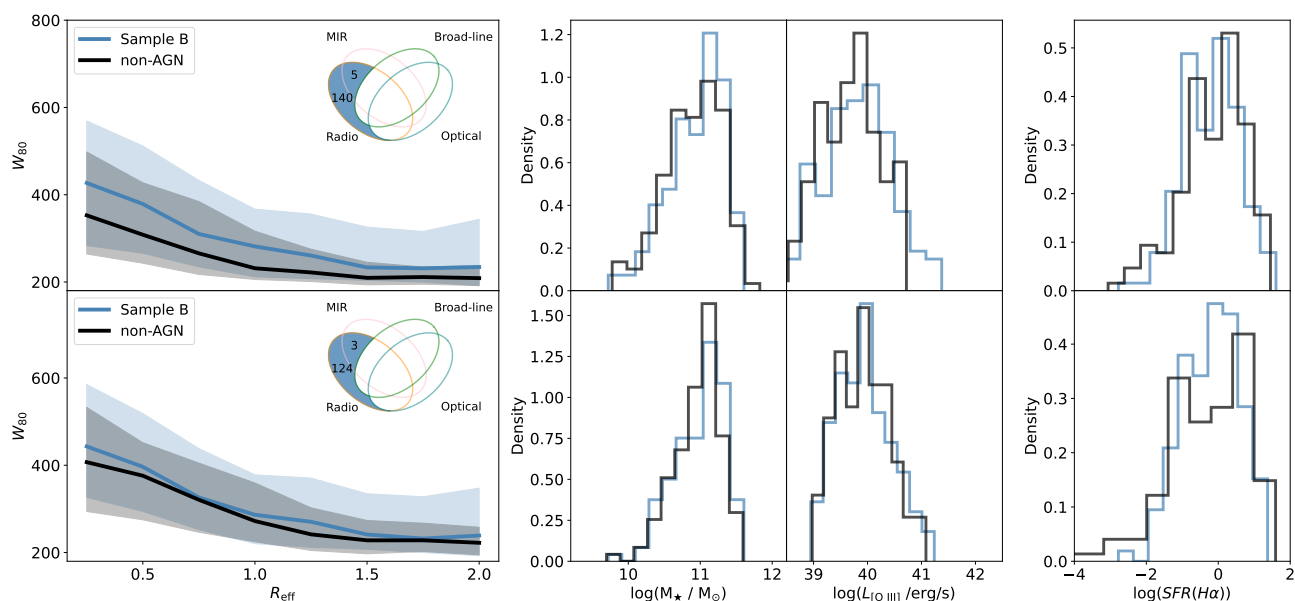 800
600
400
200
W₈₀
Sample B
non-AGN
MIR
Broad-line
5
140
Radio
Optical
1.2
1.0
0.8
0.6
0.4
0.2
0.0
Density
Density
0.5
0.4
0.3
0.2
0.1
0.0
Density
600
400
200
W₈₀
Sample B
non-AGN
MIR
Broad-line
3
124
Radio
Optical
0.5
1.0
1.5
2.0
R_eff
1.50
1.25
1.00
0.75
0.50
0.25
0.00
Density
10
11
12
log(M★ / M⊙)
Density
39
40
41
42
log(L[O III] /erg/s)
0.4
0.3
0.2
0.1
0.0
Density
−4
−2
0
2
log(SFR(Hα))